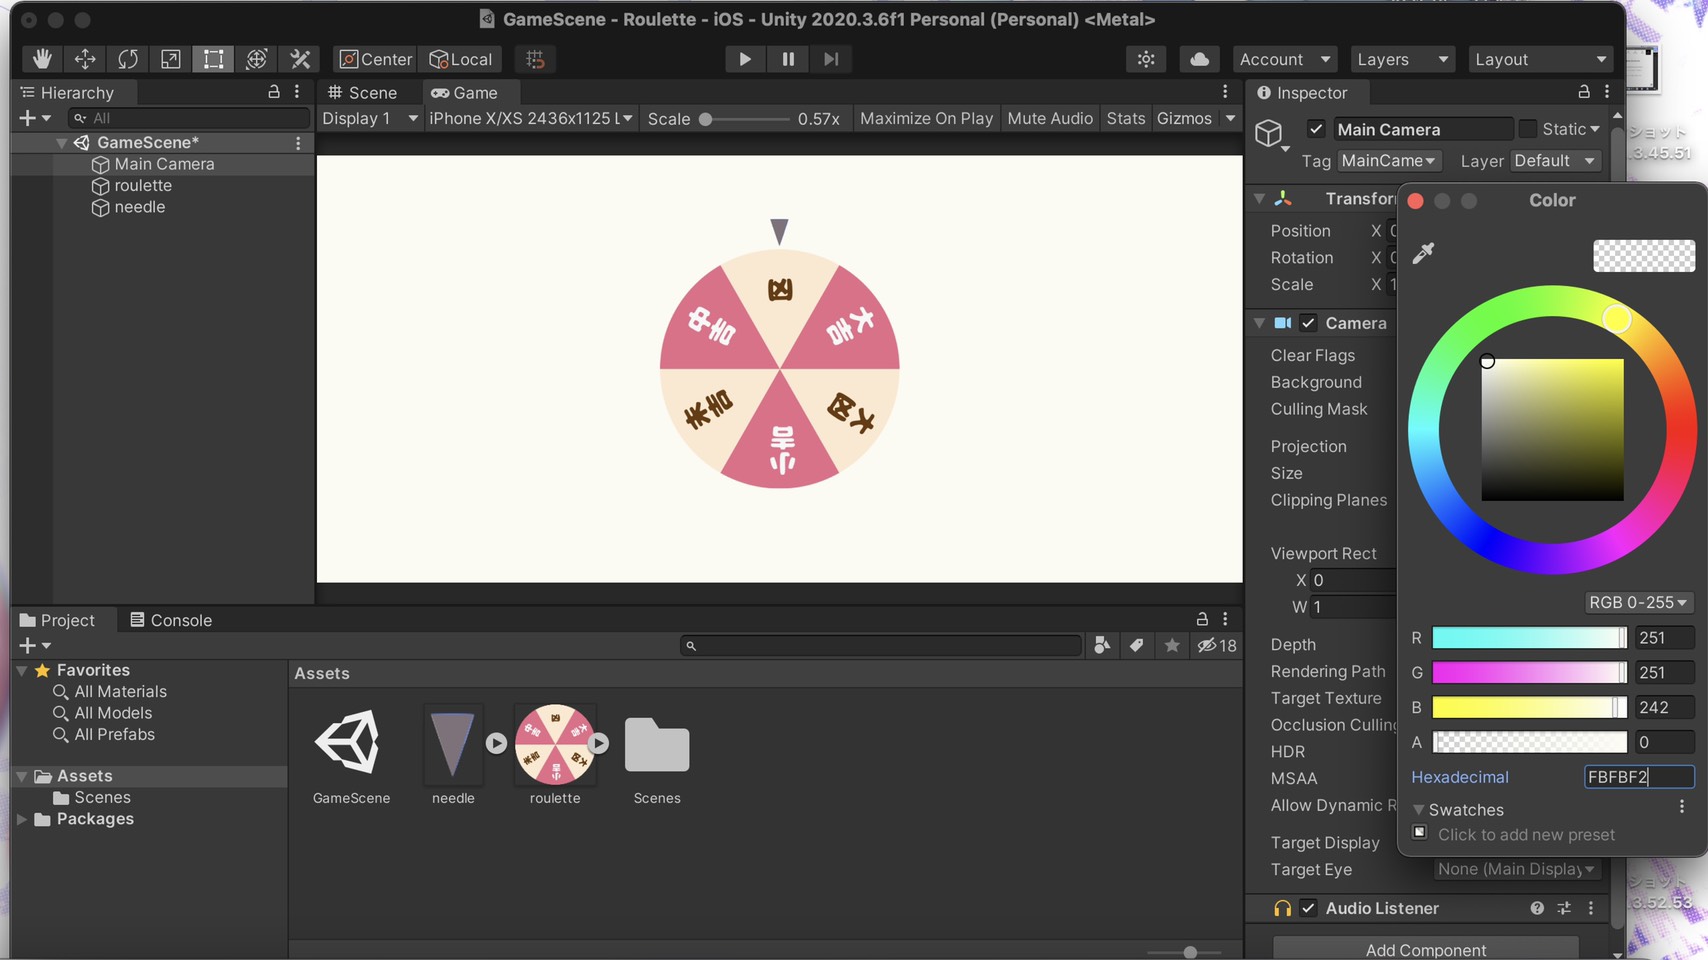 GameScene - Roulette - iOS - Unity 2020.3.6f1 Personal (Personal) <Metal>
Center
Local
Account
Layers
Layout
Hierarchy
All
GameScene*
Main Camera
roulette
needle
Scene
Game
Display 1
iPhone X/XS 2436x1125 L
Scale
0.57x
Maximize On Play
Mute Audio
Stats
Gizmos
凶
大吉
大凶
小吉
末吉
中吉
Inspector
Main Camera
Static
Tag
MainCame
Layer
Default
Transfor
Position
X
Rotation
X
Scale
X
Camera
Clear Flags
Background
Culling Mask
Projection
Size
Clipping Planes
Viewport Rect
X 0
W 1
Depth
Rendering Path
Target Texture
Occlusion Culling
HDR
MSAA
Allow Dynamic R
Target Display
Target Eye
None (Main Display
Audio Listener
Add Component
Color
RGB 0-255
R 251
G 251
B 242
A 0
Hexadecimal
FBFBF2
Swatches
Click to add new preset
Project
Console
18
Favorites
All Materials
All Models
All Prefabs
Assets
Scenes
Packages
Assets
GameScene
needle
roulette
Scenes
ショット
.3.45.51
ショット
.3.52.53